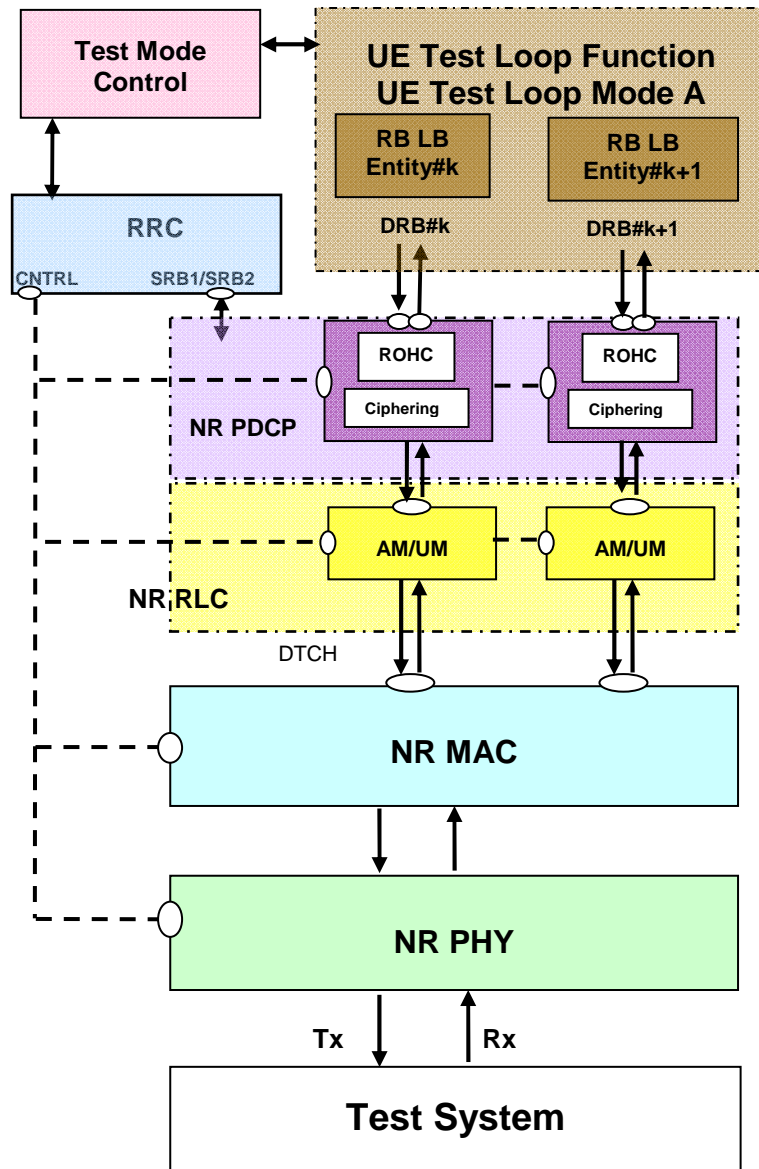 Test Mode
Control
UE Test Loop Function
UE Test Loop Mode A
RB LB
Entity#k
RB LB
Entity#k+1
DRB#k
DRB#k+1
RRC
CNTRL
SRB1/SRB2
ROHC
Ciphering
ROHC
Ciphering
NR PDCP
AM/UM
AM/UM
NR RLC
DTCH
NR MAC
NR PHY
Tx
Rx
Test System